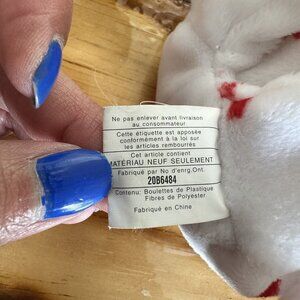 Ne pas enlever avant livraison
au consommateur.
Cette étiquette est apposée
conformément à la loi sur
les articles rembourrés
Cet article contient
MATÉRIAU NEUF SEULEMENT
Fabriqué par No d'enrg.Ont.
20B6484
Contenu: Boulettes de Plastique
Fibres de Polyester.
Fabriqué en Chine